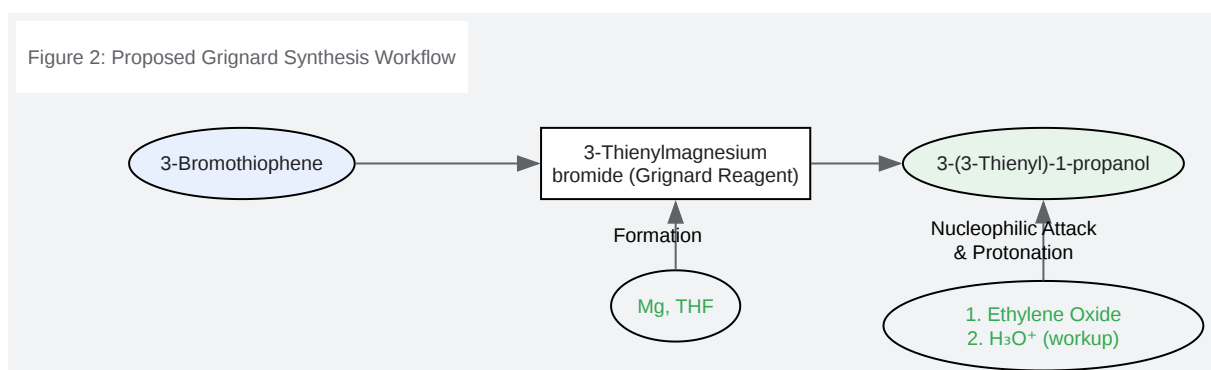 Figure 2: Proposed Grignard Synthesis Workflow
3-Bromothiophene
3-Thienylmagnesium
bromide (Grignard Reagent)
3-(3-Thienyl)-1-propanol
Formation
Nucleophilic Attack
& Protonation
Mg, THF
1. Ethylene Oxide
2. H₃O⁺ (workup)